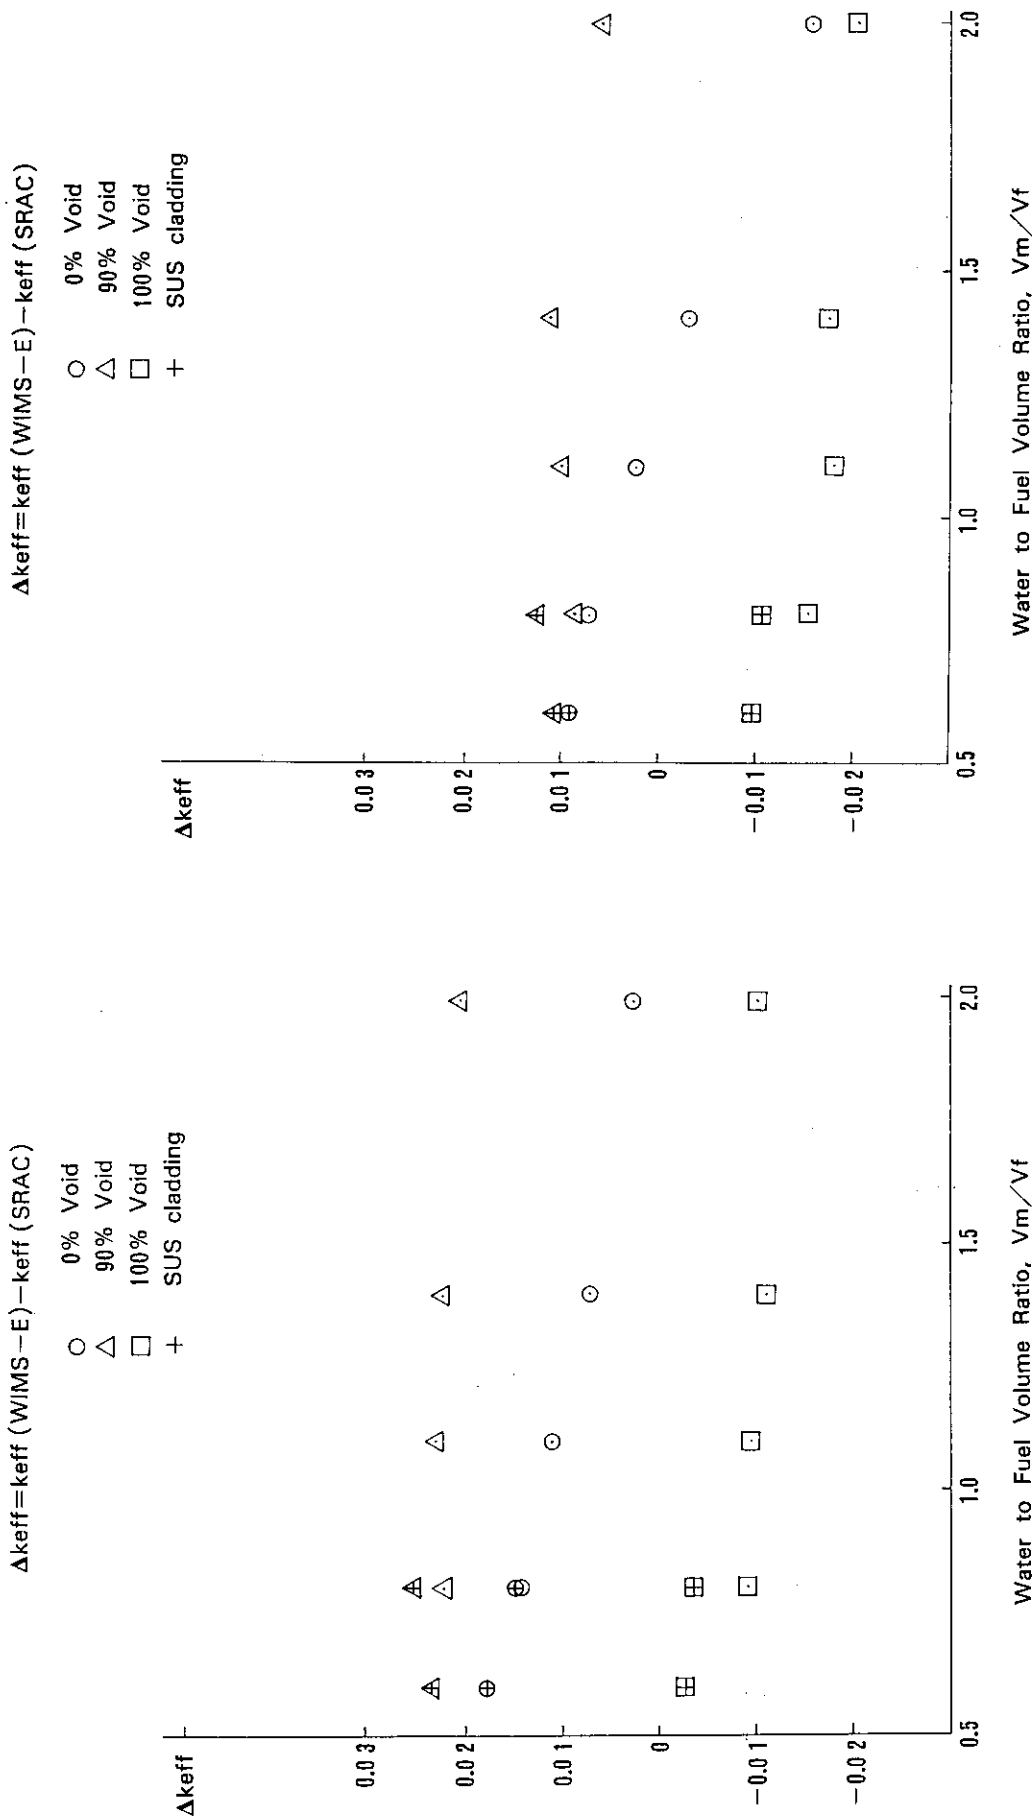 Δkeff=keff (WIMS−E)−keff (SRAC)
○ 0% Void
△ 90% Void
□ 100% Void
+ SUS cladding
Δkeff
0.03
0.02
0.01
0
−0.01
−0.02
0.5
1.0
1.5
2.0
Water to Fuel Volume Ratio, Vm/Vf
Δkeff=keff (WIMS−E)−keff (SRAC)
○ 0% Void
△ 90% Void
□ 100% Void
+ SUS cladding
Δkeff
0.03
0.02
0.01
0
−0.01
−0.02
0.5
1.0
1.5
2.0
Water to Fuel Volume Ratio, Vm/Vf